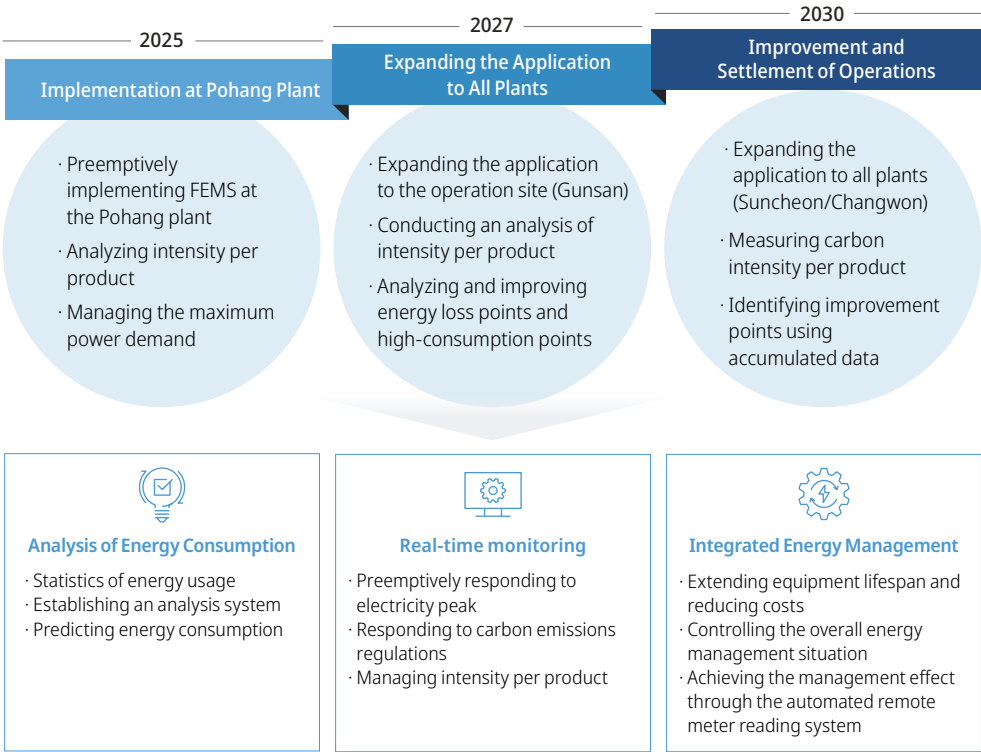 2025
Implementation at Pohang Plant
· Preemptively
implementing FEMS at
the Pohang plant
· Analyzing intensity per
product
· Managing the maximum
power demand
2027
Expanding the Application
to All Plants
· Expanding the application
to the operation site (Gunsan)
· Conducting an analysis of
intensity per product
· Analyzing and improving
energy loss points and
high-consumption points
2030
Improvement and
Settlement of Operations
· Expanding the
application to all plants
(Suncheon/Changwon)
· Measuring carbon
intensity per product
· Identifying improvement
points using
accumulated data
Analysis of Energy Consumption
· Statistics of energy usage
· Establishing an analysis system
· Predicting energy consumption
Real-time monitoring
· Preemptively responding to
electricity peak
· Responding to carbon emissions
regulations
· Managing intensity per product
Integrated Energy Management
· Extending equipment lifespan and
reducing costs
· Controlling the overall energy
management situation
· Achieving the management effect
through the automated remote
meter reading system